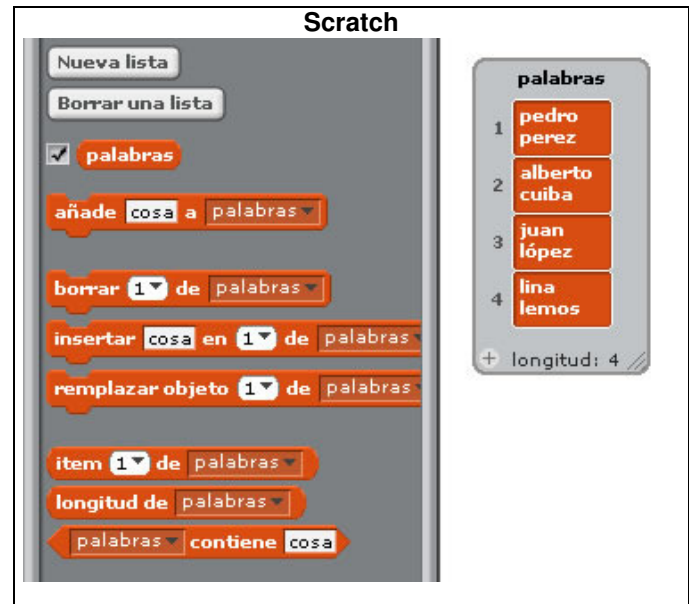 Scratch
Nueva lista
Borrar una lista
palabras
añade cosa a palabras
borrar 1 de palabras
insertar cosa en 1 de palabras
remplazar objeto 1 de palabras
item 1 de palabras
longitud de palabras
palabras contiene cosa
palabras
1 pedro
perez
2 alberto
cuiba
3 juan
lópez
4 lina
lemos
+ longitud: 4